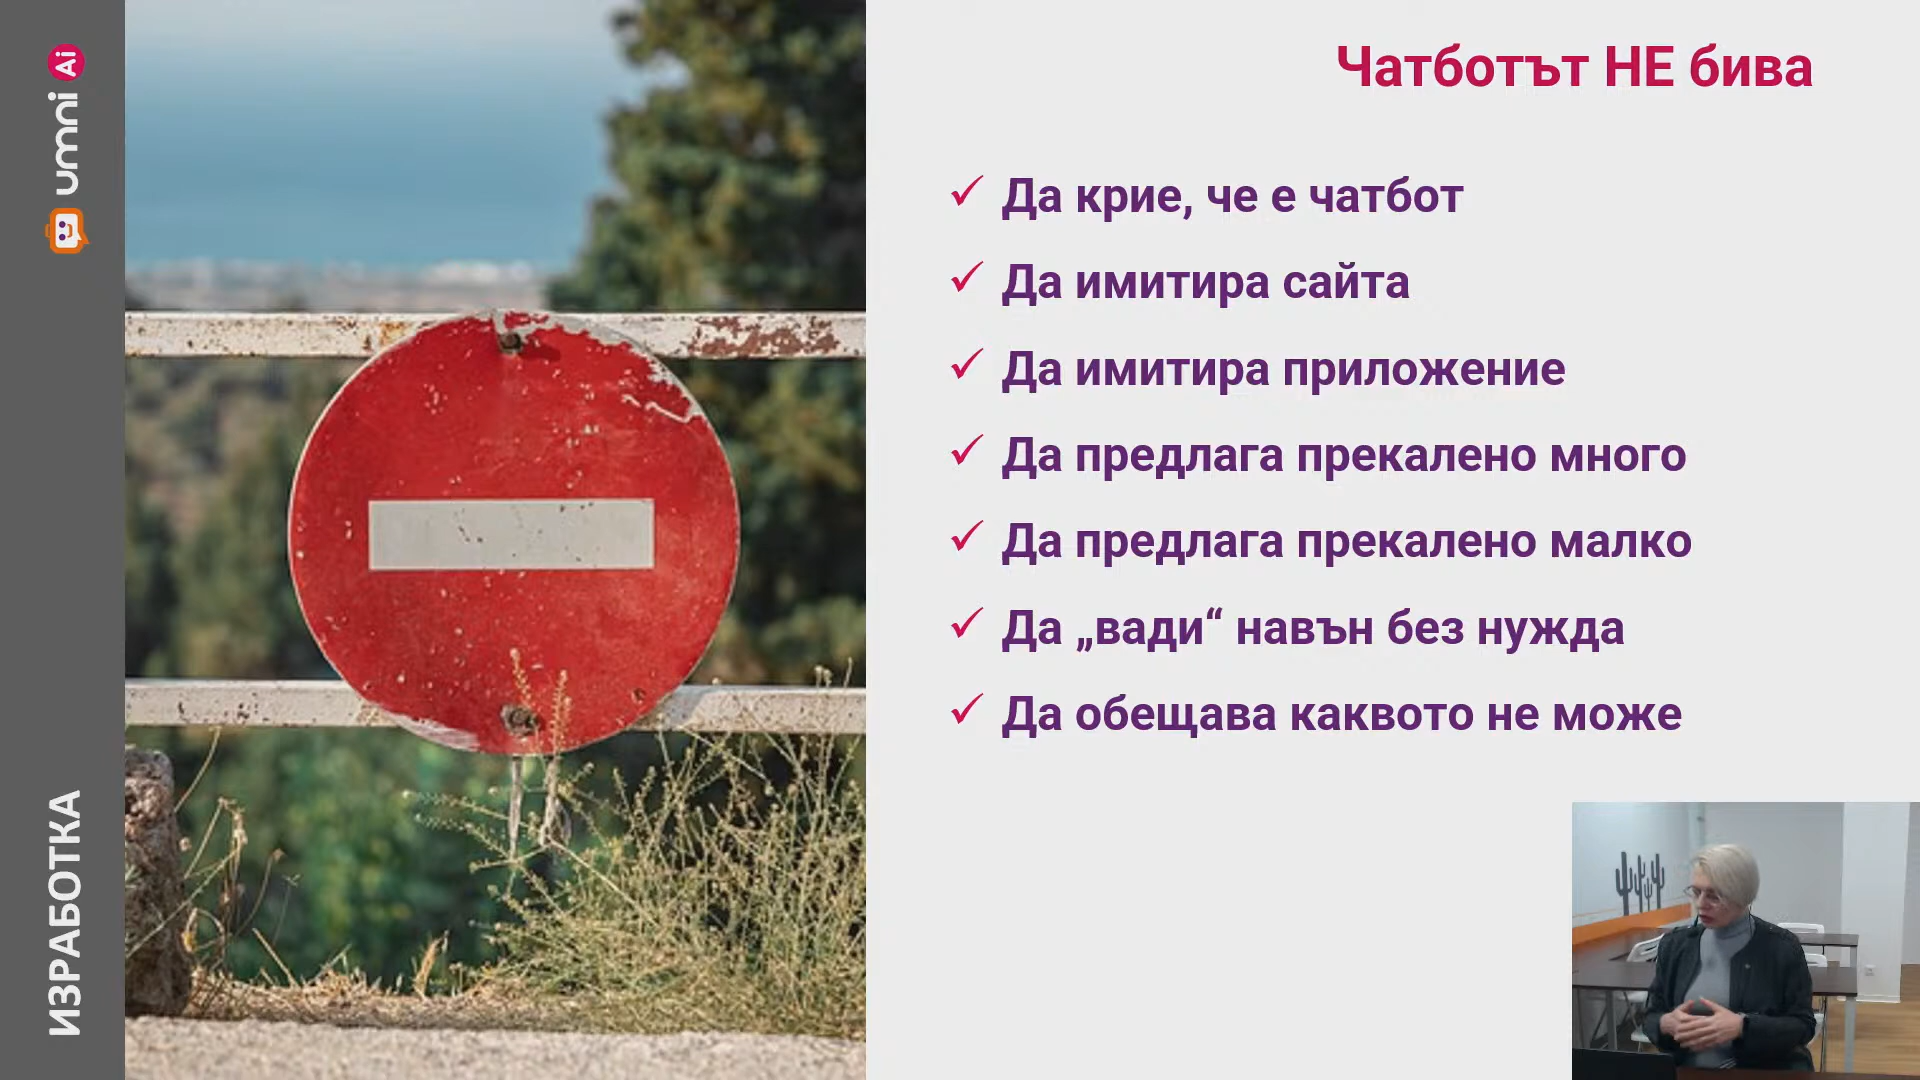 umni Ai
ИЗРАБОТКА
Чатботът НЕ бива
Да крие, че е чатбот
Да имитира сайта
Да имитира приложение
Да предлага прекалено много
Да предлага прекалено малко
Да „вади“ навън без нужда
Да обещава каквото не може